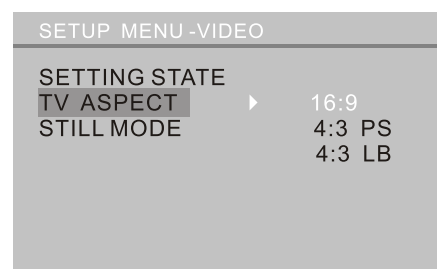 SETUP MENU -VIDEO
SETTING STATE
TV ASPECT 16:9
STILL MODE 4:3 PS
4:3 LB